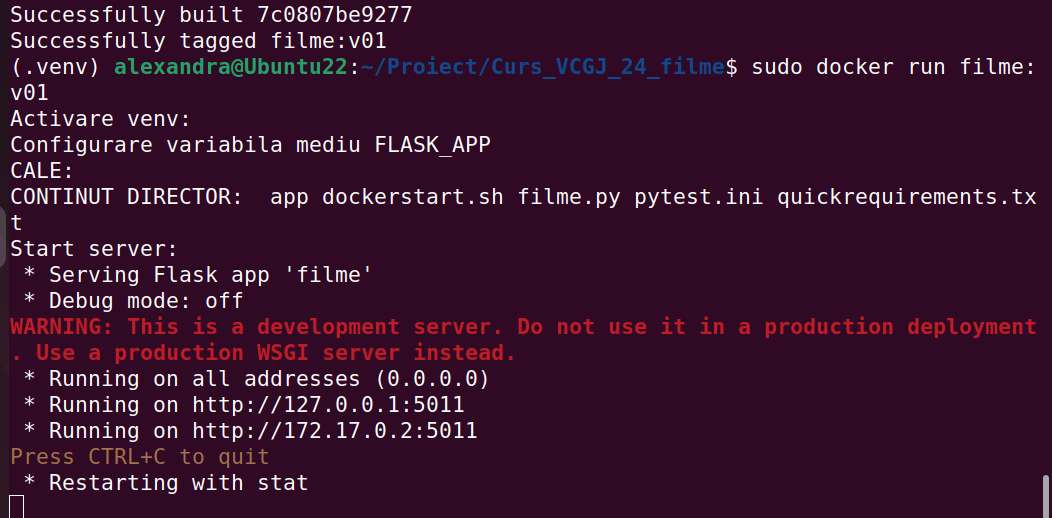 Successfully built 7c0807be9277
Successfully tagged filme:v01
(.venv) alexandra@Ubuntu22:~/Proiect/Curs_VCGJ_24_filme$ sudo docker run filme:
v01
Activare venv:
Configurare variabila mediu FLASK_APP
CALE:
CONTINUT DIRECTOR:  app dockerstart.sh filme.py pytest.ini quickrequirements.tx
t
Start server:
 * Serving Flask app 'filme'
 * Debug mode: off
WARNING: This is a development server. Do not use it in a production deployment
. Use a production WSGI server instead.
 * Running on all addresses (0.0.0.0)
 * Running on http://127.0.0.1:5011
 * Running on http://172.17.0.2:5011
Press CTRL+C to quit
 * Restarting with stat